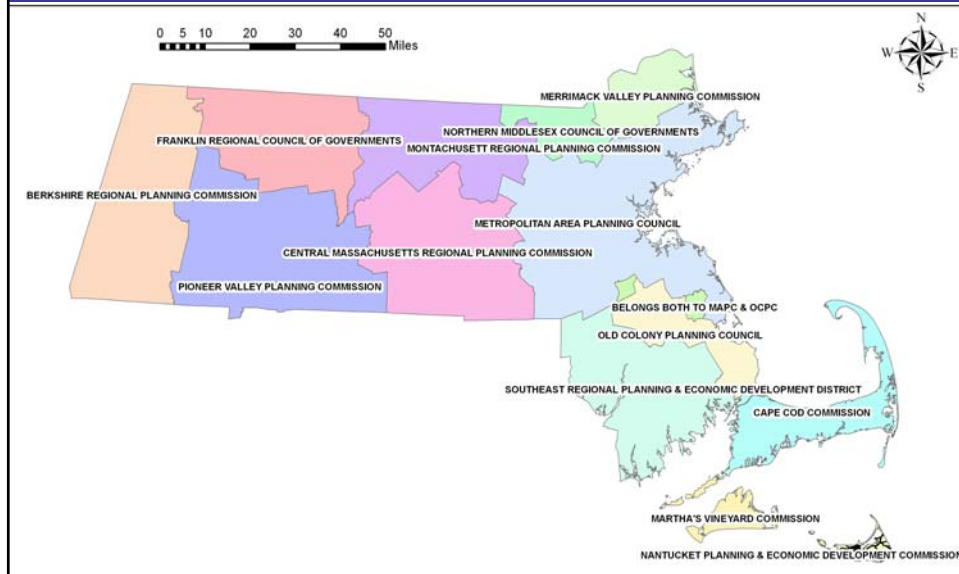 0 5 10 20 30 40 50
Miles
N
W E
S
MERRIMACK VALLEY PLANNING COMMISSION
NORTHERN MIDDLESEX COUNCIL OF GOVERNMENTS
FRANKLIN REGIONAL COUNCIL OF GOVERNMENTS
MONTACHUSETT REGIONAL PLANNING COMMISSION
BERKSHIRE REGIONAL PLANNING COMMISSION
METROPOLITAN AREA PLANNING COUNCIL
CENTRAL MASSACHUSETTS REGIONAL PLANNING COMMISSION
PIONEER VALLEY PLANNING COMMISSION
BELONGS BOTH TO MAPC & OCPC
OLD COLONY PLANNING COUNCIL
SOUTHEAST REGIONAL PLANNING & ECONOMIC DEVELOPMENT DISTRICT
CAPE COD COMMISSION
MARTHA'S VINEYARD COMMISSION
NANTUCKET PLANNING & ECONOMIC DEVELOPMENT COMMISSION